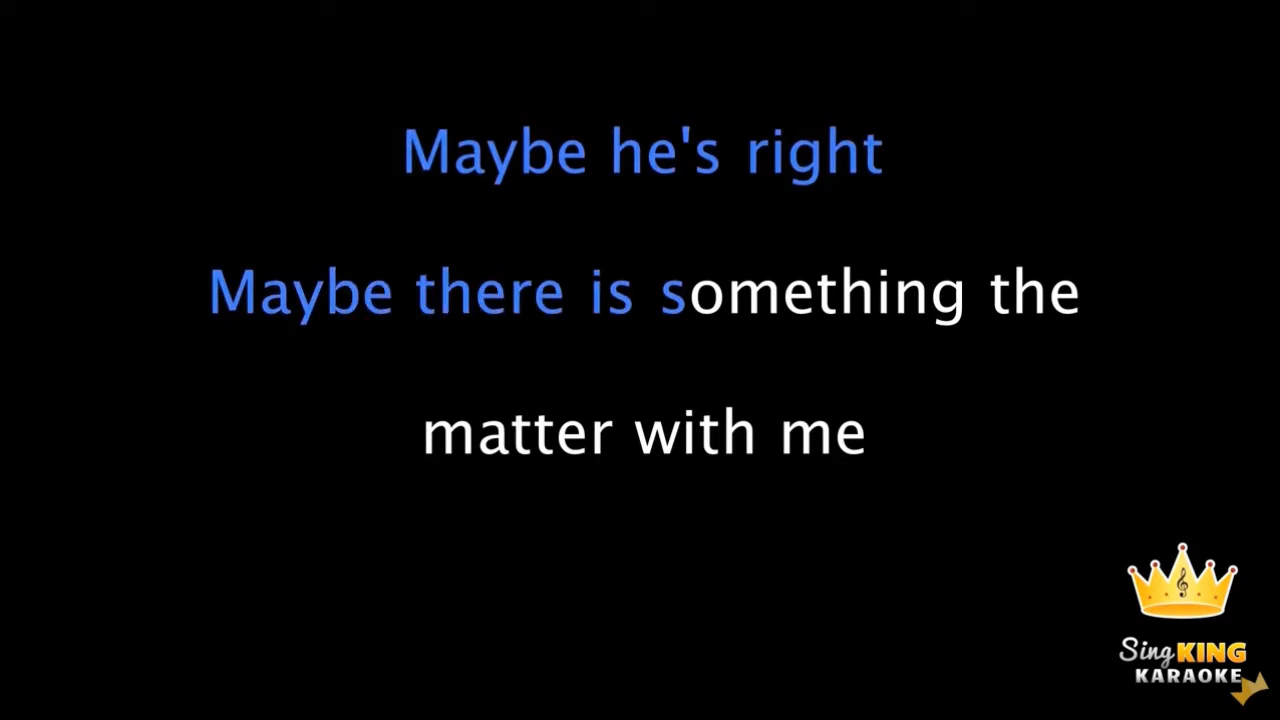 Maybe he's right
Maybe there is something the
matter with me
Sing KING
KARAOKE